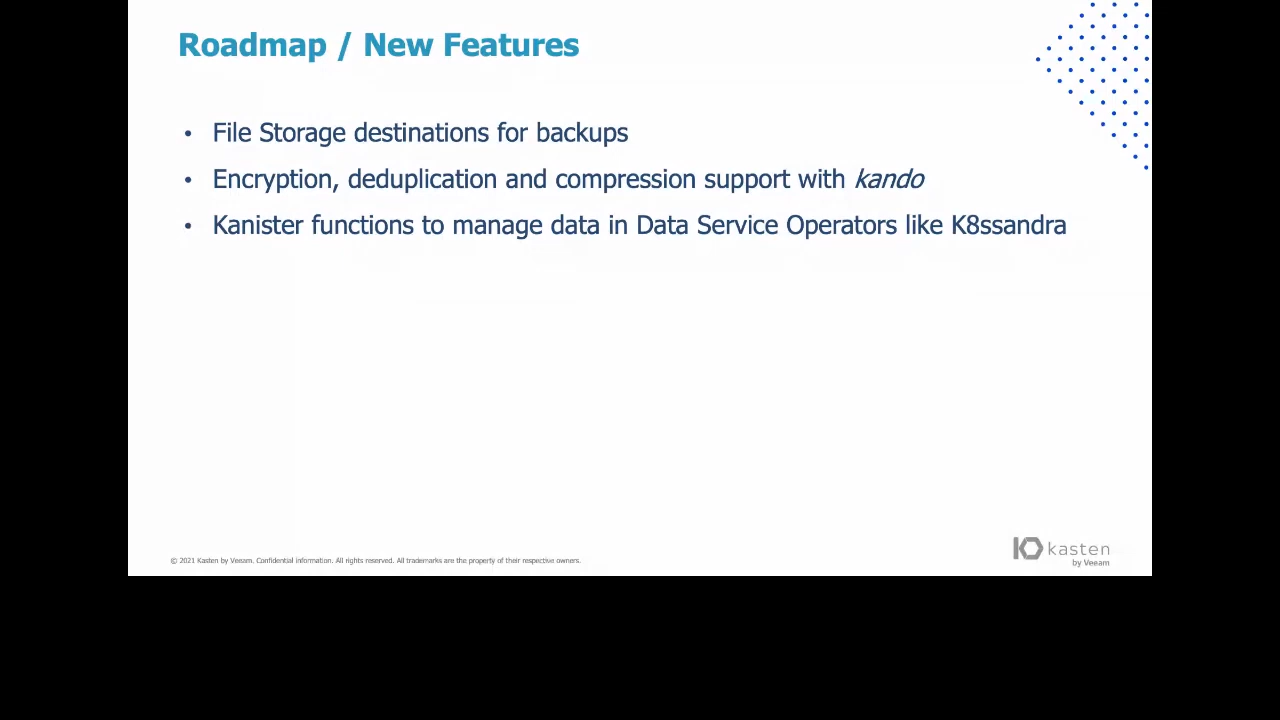 Roadmap / New Features
• File Storage destinations for backups
• Encryption, deduplication and compression support with kando
• Kanister functions to manage data in Data Service Operators like K8ssandra
© 2021 Kasten by Veeam. Confidential information. All rights reserved. All trademarks are the property of their respective owners.
kasten
by Veeam